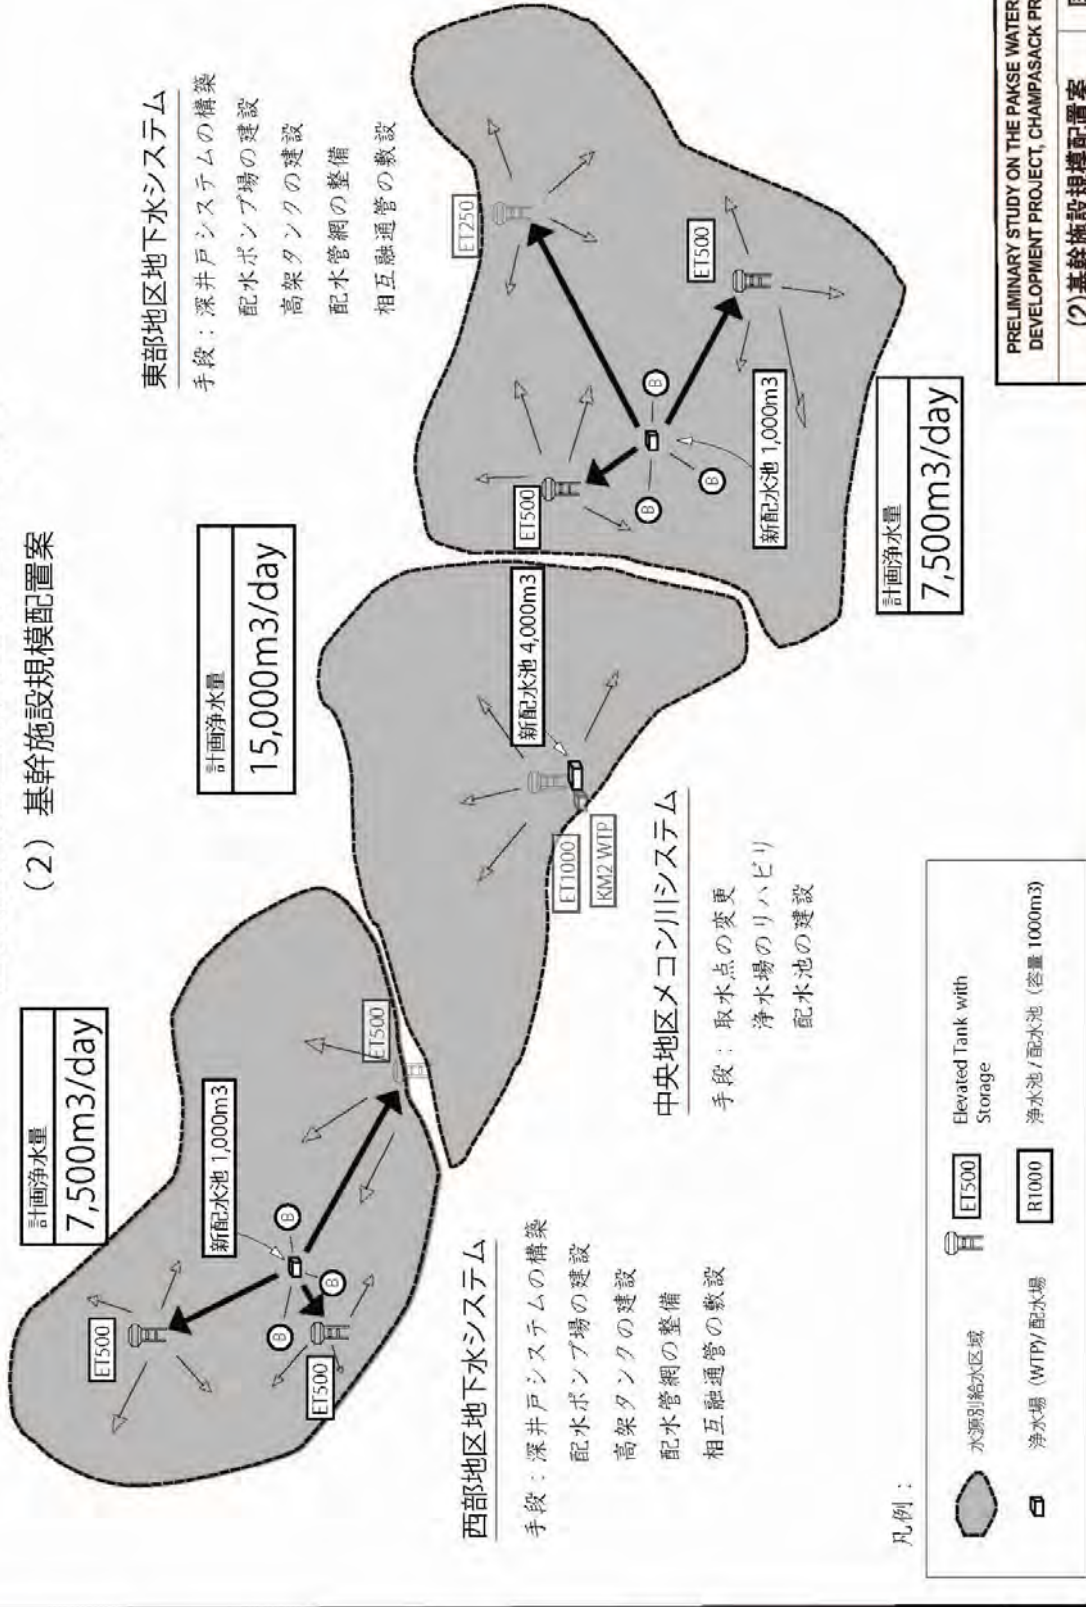 (2) 基幹施設規模配置案
計画浄水量
7,500m3/day
新配水池 1,000m3
ET500
ET500
ET500
B
B
B
西部地区地下水システム
手段：深井戸システムの構築
配水ポンプ場の建設
高架タンクの建設
配水管網の整備
相互融通管の敷設
計画浄水量
15,000m3/day
新配水池 4,000m3
ET1000
KM2 WTP
中央地区メコン川システム
手段：取水点の変更
浄水場のリハビリ
配水池の建設
東部地区地下水システム
手段：深井戸システムの構築
配水ポンプ場の建設
高架タンクの建設
配水管網の整備
相互融通管の敷設
ET250
ET500
ET500
B
B
B
新配水池 1,000m3
計画浄水量
7,500m3/day
凡例：
水源別給水区域
ET500
Elevated Tank with
Storage
浄水場 (WTP)/ 配水場
R1000
浄水池 / 配水池（容量 1000m3)
PRELIMINARY STUDY ON THE PAKSE WATER
DEVELOPMENT PROJECT, CHAMPASACK PR
(2)基幹施設規模配置案